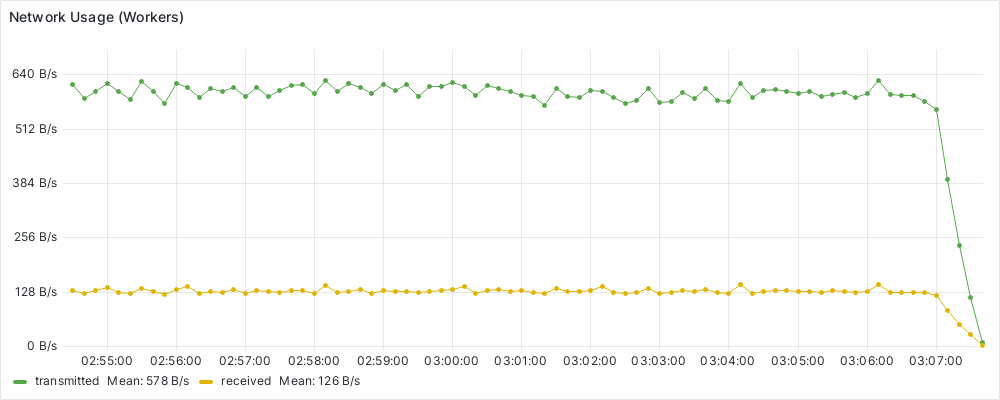 Network Usage (Workers)
640 B/s
512 B/s
384 B/s
256 B/s
128 B/s
0 B/s
02:55:00 02:56:00 02:57:00 02:58:00 02:59:00 03:00:00 03:01:00 03:02:00 03:03:00 03:04:00 03:05:00 03:06:00 03:07:00
transmitted Mean: 578 B/s received Mean: 126 B/s